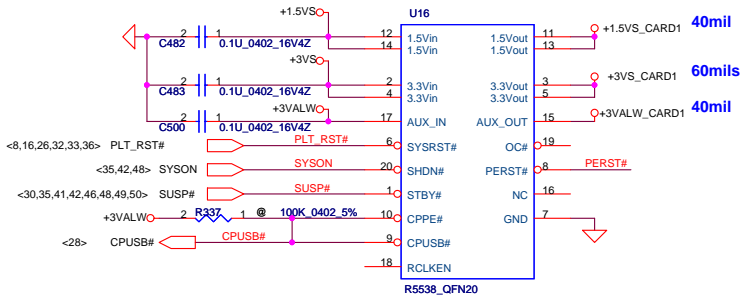 U16
+1.5VS
12 1.5Vin 1.5Vout 11 +1.5VS_CARD1 40mil
14 1.5Vin 1.5Vout 13
C482 2 1 0.1U_0402_16V4Z
+3VS
2 3.3Vin 3.3Vout 3 +3VS_CARD1 60mils
4 3.3Vin 3.3Vout 5
C483 2 1 0.1U_0402_16V4Z
+3VALW
17 AUX_IN AUX_OUT 15 +3VALW_CARD1 40mil
C500 2 1 0.1U_0402_16V4Z
<8,16,26,32,33,36> PLT_RST# PLT_RST# 6 SYSRST# OC# 19
<35,42,48> SYSON SYSON 20 SHDN# PERST# 8 PERST#
<30,35,41,42,46,48,49,50> SUSP# SUSP# 1 STBY# NC 16
+3VALW 2 R337 1 @ 100K_0402_5% 10 CPPE# GND 7
<28> CPUSB# CPUSB# 9 CPUSB#
18 RCLKEN
R5538_QFN20